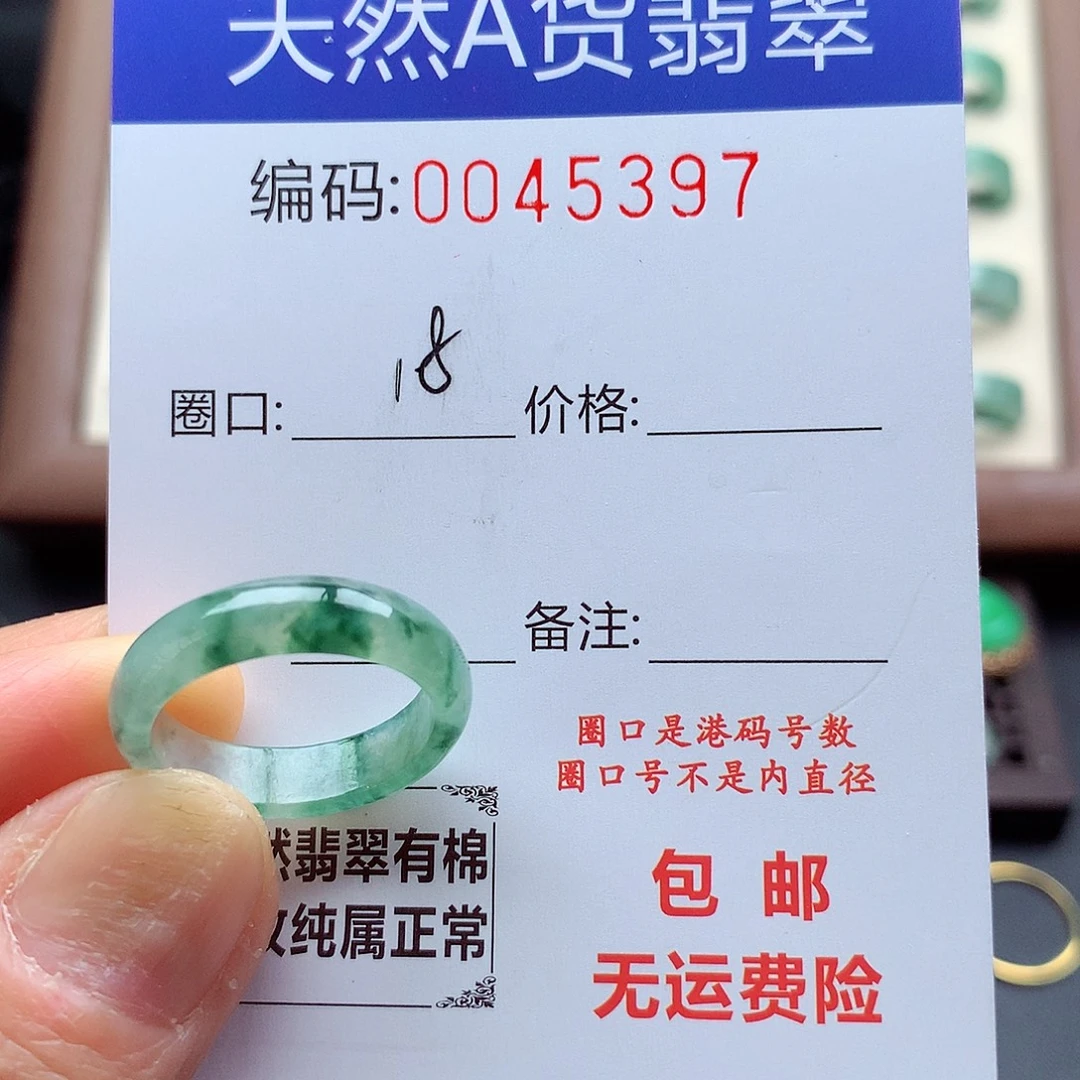 天然A货翡翠
编码:0045397
圈口: 18 价格:
备注:
圈口是港码号数
圈口号不是内直径
然翡翠有棉
纯属正常
包邮
无运费险